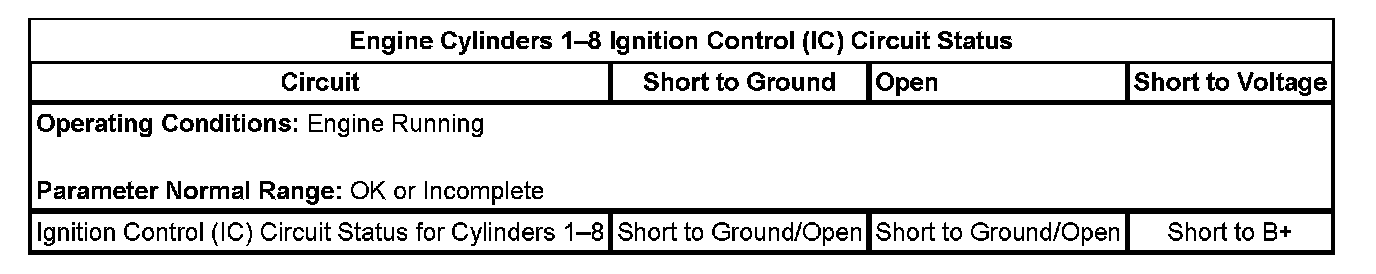 Engine Cylinders 1–8 Ignition Control (IC) Circuit Status
Circuit Short to Ground Open Short to Voltage
Operating Conditions: Engine Running
Parameter Normal Range: OK or Incomplete
Ignition Control (IC) Circuit Status for Cylinders 1–8 Short to Ground/Open Short to Ground/Open Short to B+